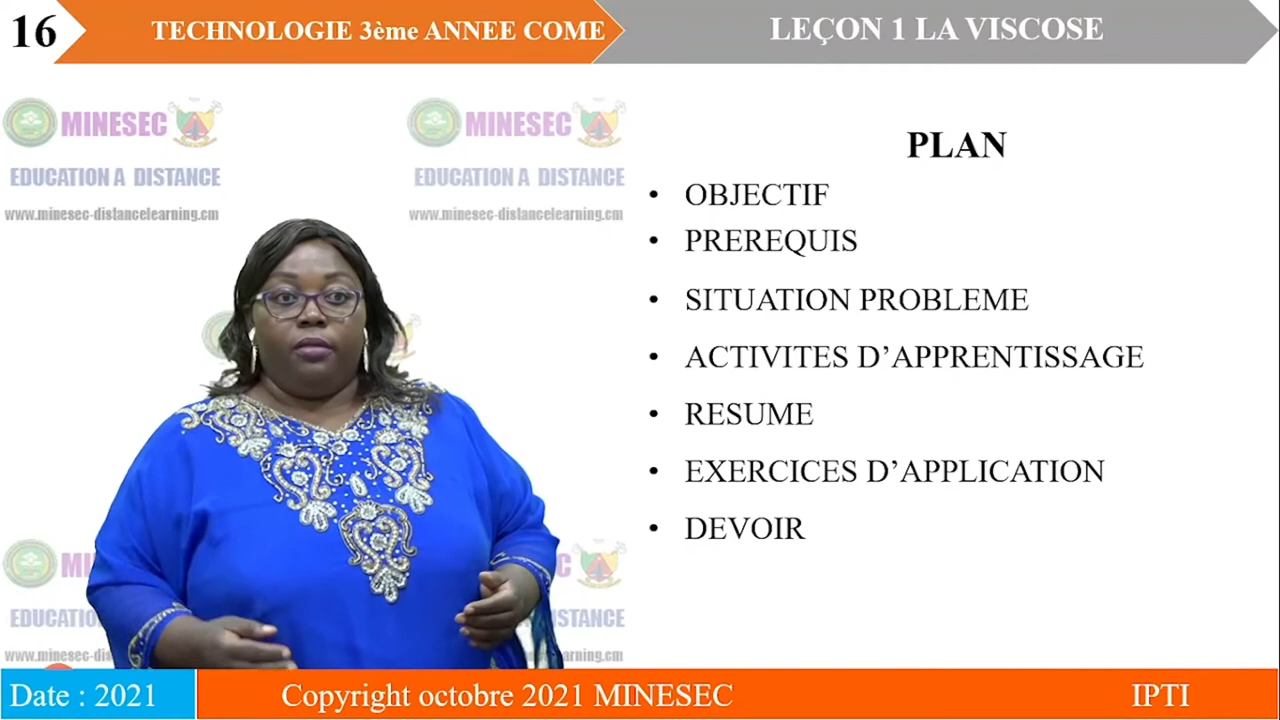 16
TECHNOLOGIE 3ème ANNEE COME
LEÇON 1 LA VISCOSE
MINESEC
EDUCATION A DISTANCE
www.minesec-distancelearning.cm
MINESEC
EDUCATION A DISTANCE
www.minesec-distancelearning.cm
PLAN
• OBJECTIF
• PREREQUIS
• SITUATION PROBLEME
• ACTIVITES D’APPRENTISSAGE
• RESUME
• EXERCICES D’APPLICATION
• DEVOIR
Date : 2021
Copyright octobre 2021 MINESEC
IPTI